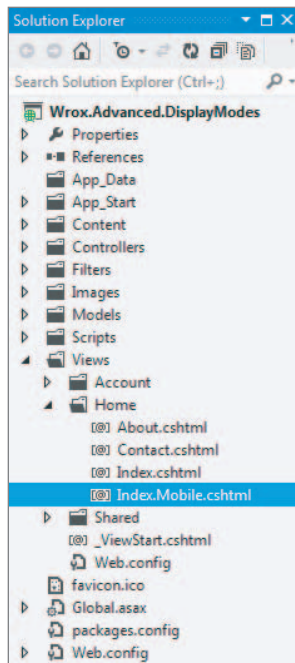 Solution Explorer
Search Solution Explorer (Ctrl+;)
Wrox.Advanced.DisplayModes
Properties
References
App_Data
App_Start
Content
Controllers
Filters
Images
Models
Scripts
Views
Account
Home
[@] About.cshtml
[@] Contact.cshtml
[@] Index.cshtml
[@] Index.Mobile.cshtml
Shared
[@] _ViewStart.cshtml
Web.config
favicon.ico
Global.asax
packages.config
Web.config